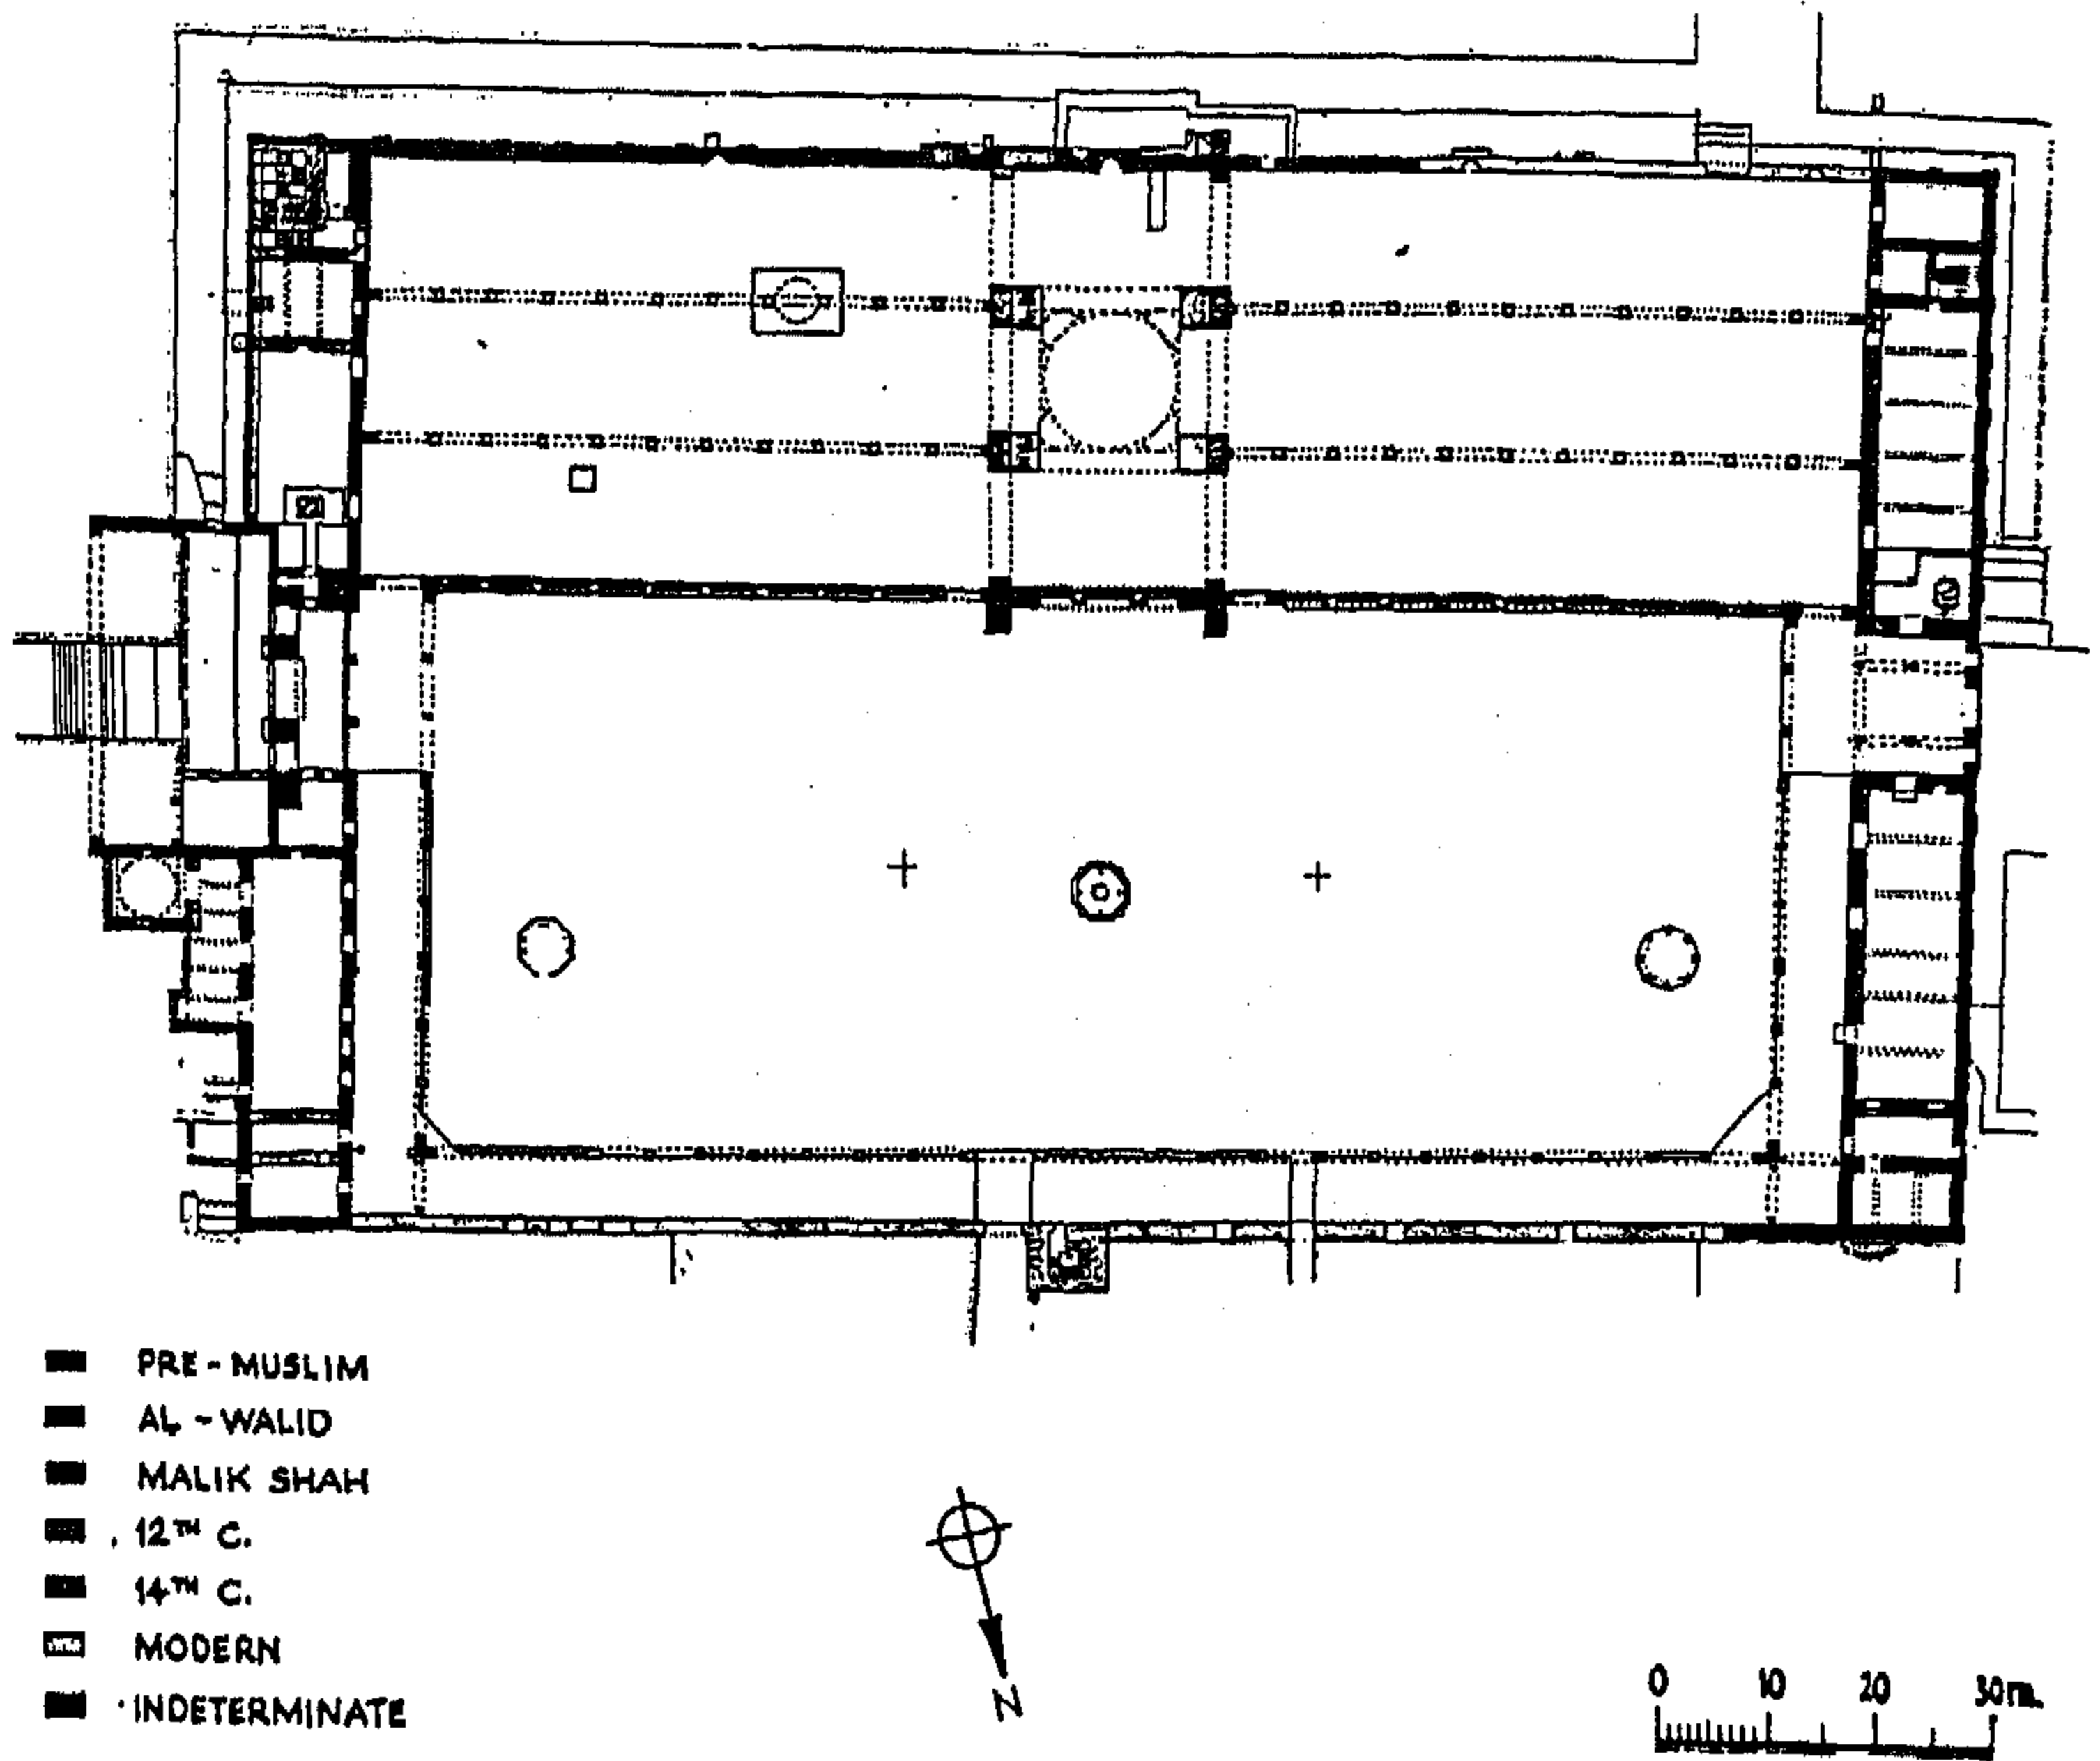 PRE - MUSLIM
AL - WALID
MALIK SHAH
12TH C.
14TH C.
MODERN
INDETERMINATE
N
0 10 20 30m.